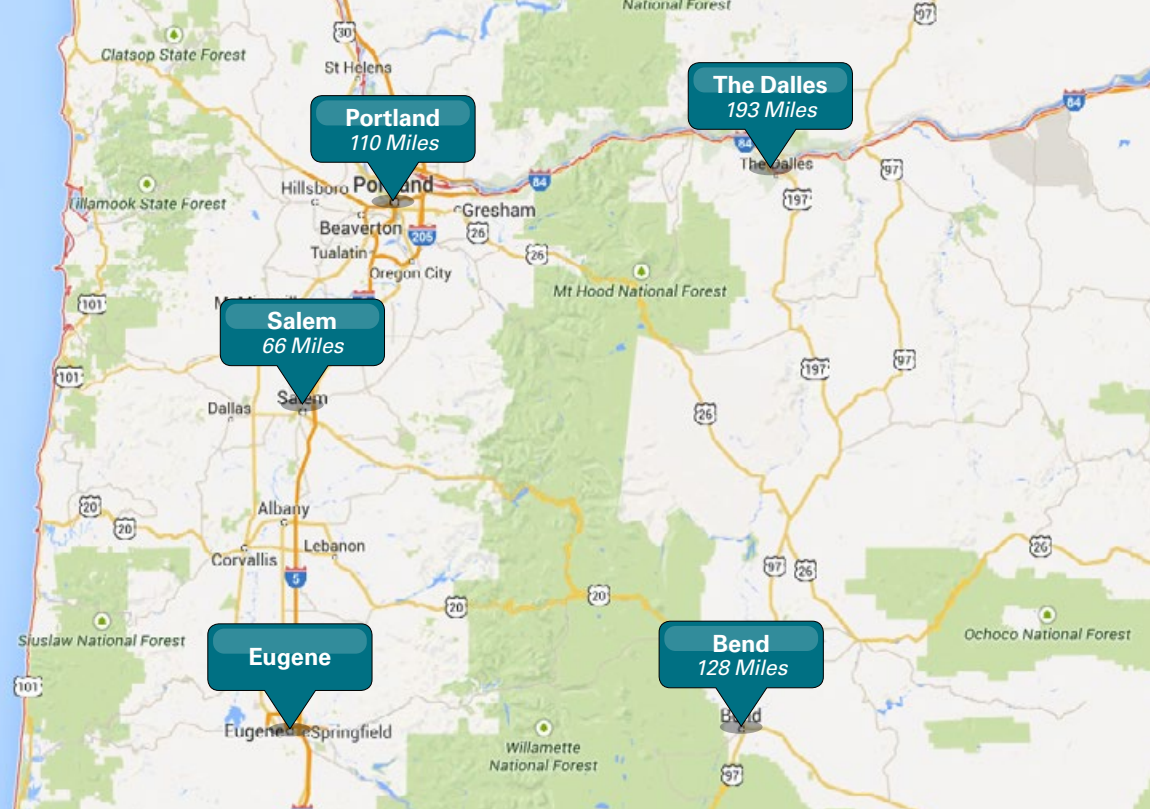 National Forest
97
30
Clatsop State Forest
St Helens
The Dalles
193 Miles
84
Portland
110 Miles
84
The Dalles
97
84
Hillsboro
Portland
197
Tillamook State Forest
Gresham
Beaverton
205
26
Tualatin
26
Oregon City
Mt Hood National Forest
101
Salem
66 Miles
97
197
101
Salem
Dallas
26
20
Albany
20
Lebanon
Corvallis
26
97
26
5
20
20
Siuslaw National Forest
Eugene
Bend
128 Miles
Ochoco National Forest
101
Bend
Eugene
Springfield
Willamette
National Forest
97